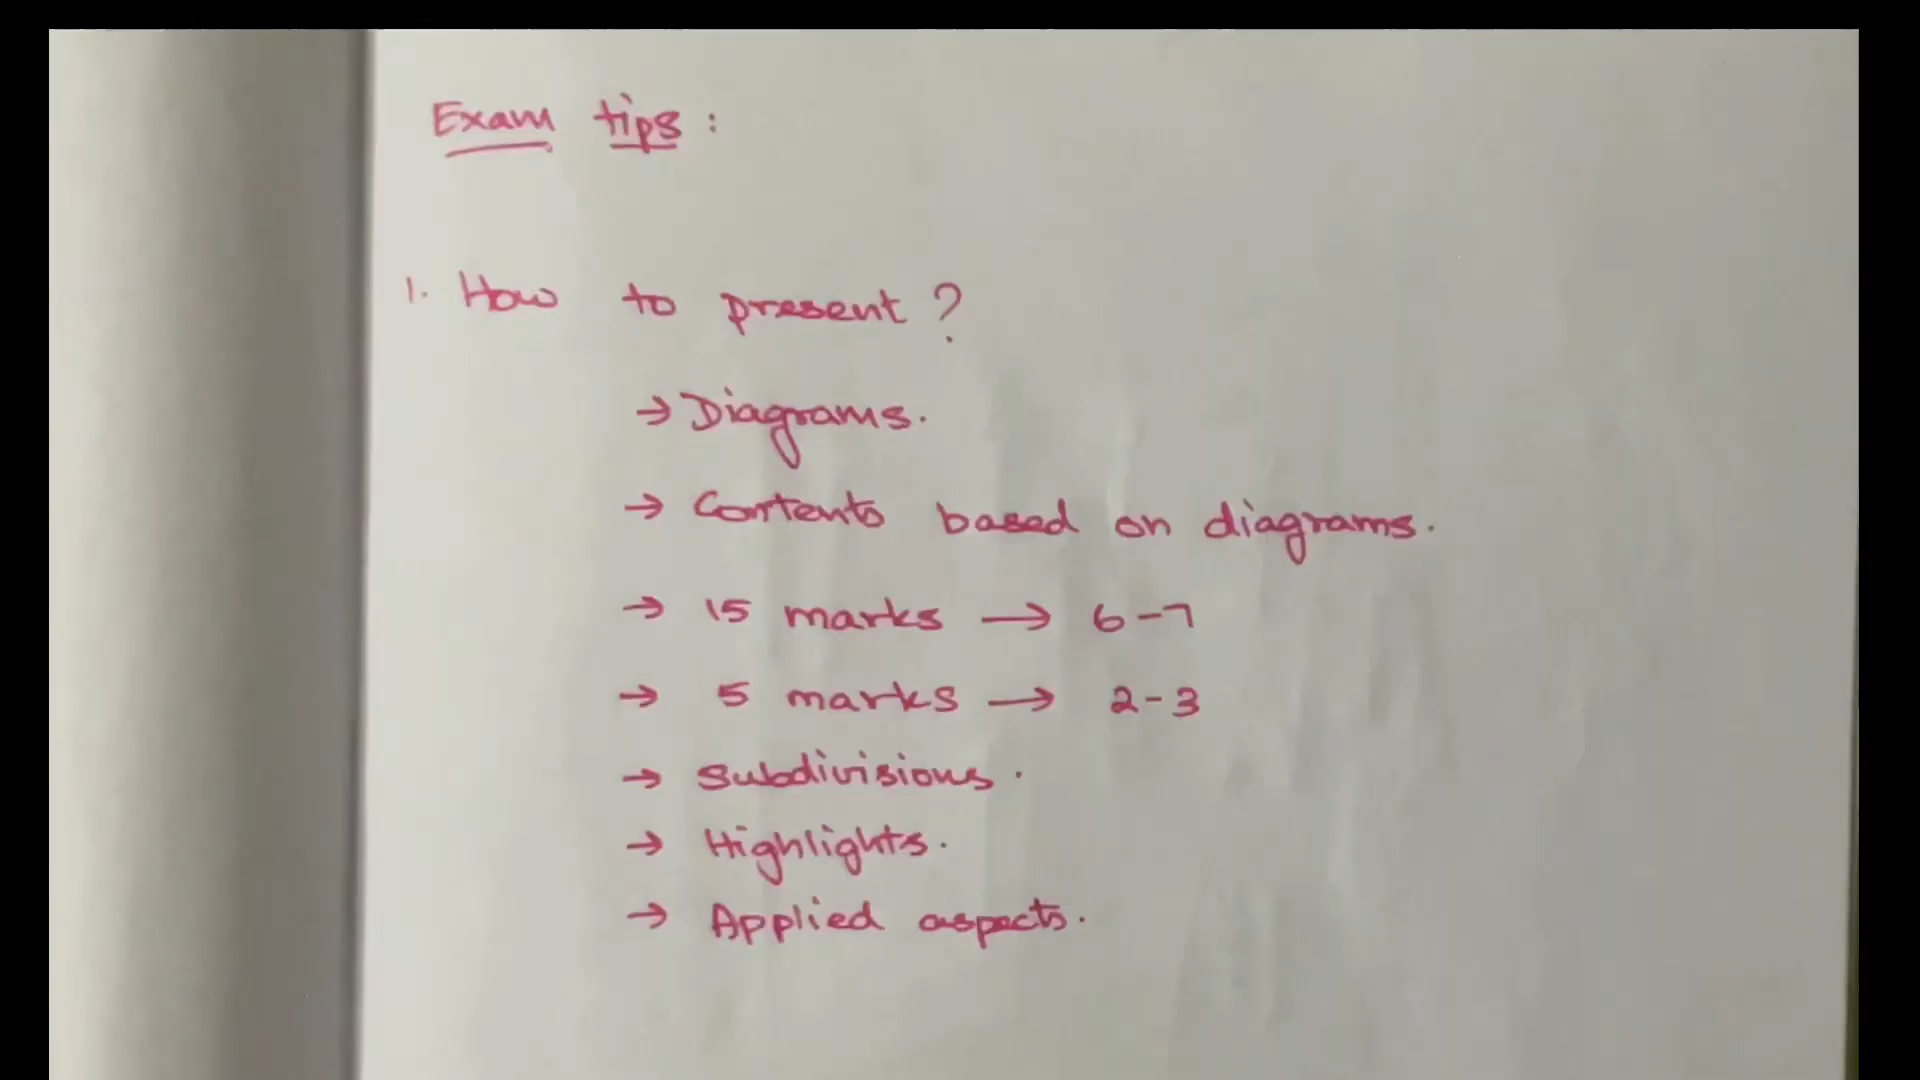 Exam tips :
1. How to present ?
→ Diagrams.
→ Contents based on diagrams.
→ 15 marks → 6-7
→ 5 marks → 2-3
→ Subdivisions.
→ Highlights.
→ Applied aspects.